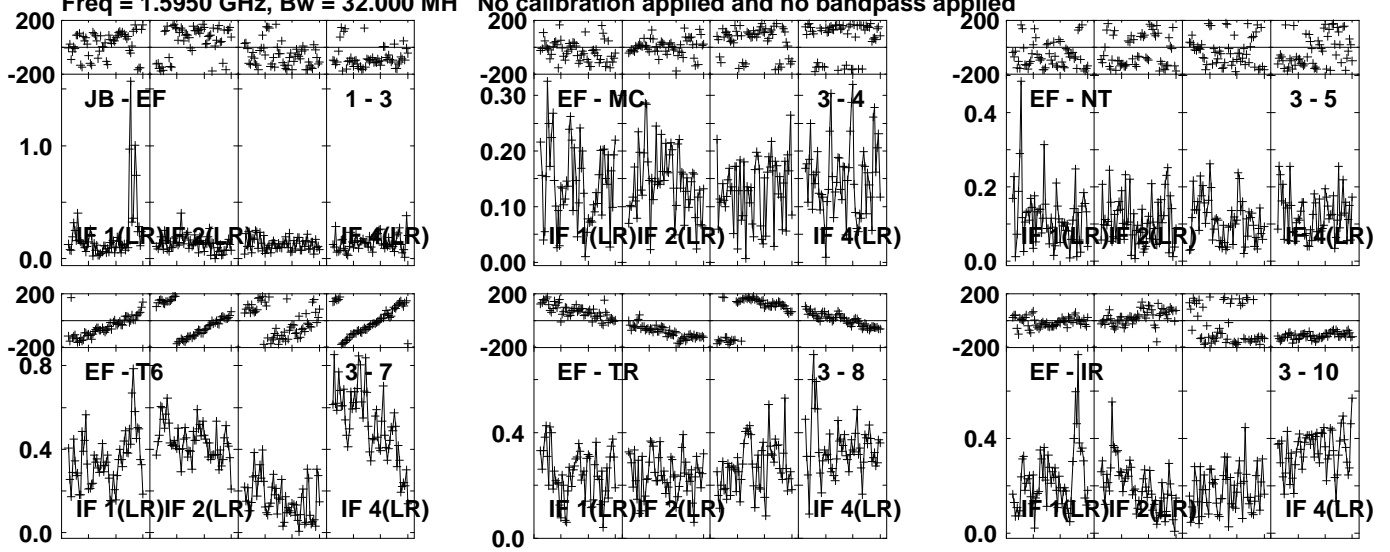 Freq = 1.5950 GHz, Bw = 32.000 MH No calibration applied and no bandpass applied
200
-200
JB - EF
1 - 3
1.0
0.0
IF 1(LR)
IF 2(LR)
IF 4(LR)
EF - MC
3 - 4
0.30
0.20
0.10
0.00
IF 1(LR)
IF 2(LR)
IF 4(LR)
200
-200
EF - NT
3 - 5
0.4
0.2
0.0
IF 1(LR)
IF 2(LR)
IF 4(LR)
200
-200
EF - T6
3 - 7
0.8
0.4
0.0
IF 1(LR)
IF 2(LR)
IF 4(LR)
200
-200
EF - TR
3 - 8
0.4
0.0
IF 1(LR)
IF 2(LR)
IF 4(LR)
200
-200
EF - IR
3 - 10
0.4
0.0
IF 1(LR)
IF 2(LR)
IF 4(LR)
200
-200